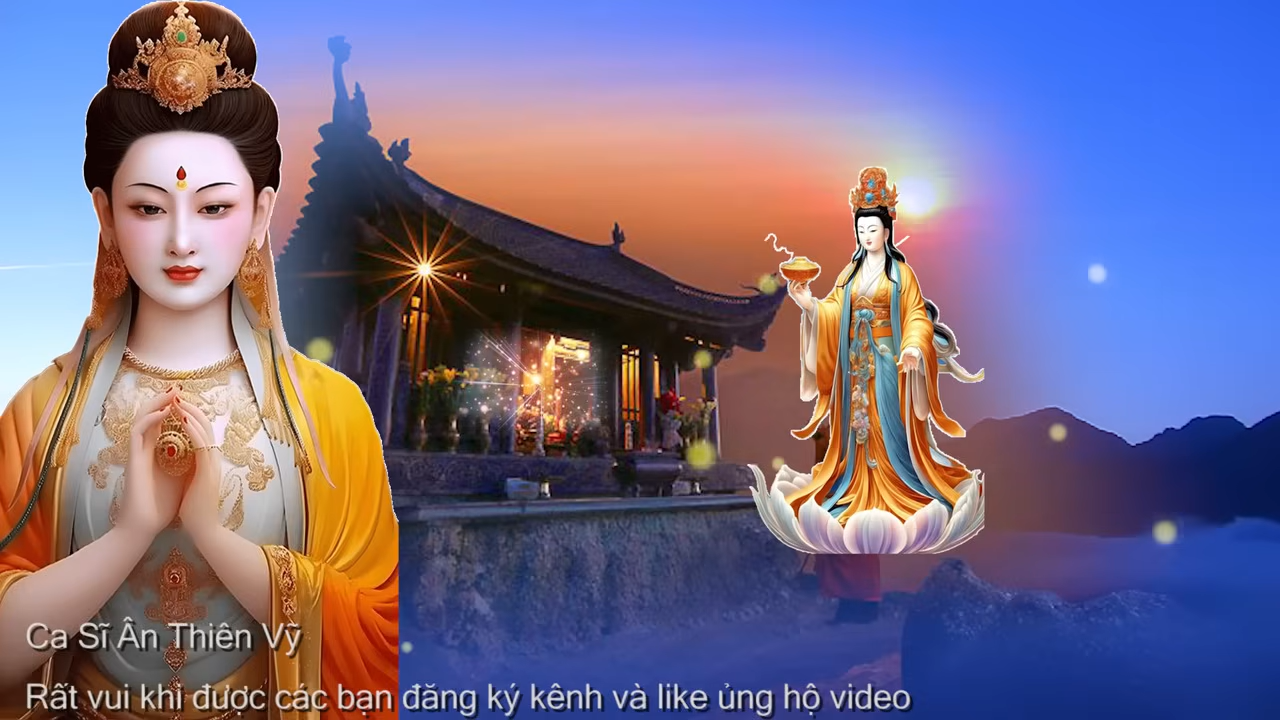 Ca Sĩ Ân Thiên Vỹ
Rất vui khi được các bạn đăng ký kênh và like ủng hộ video